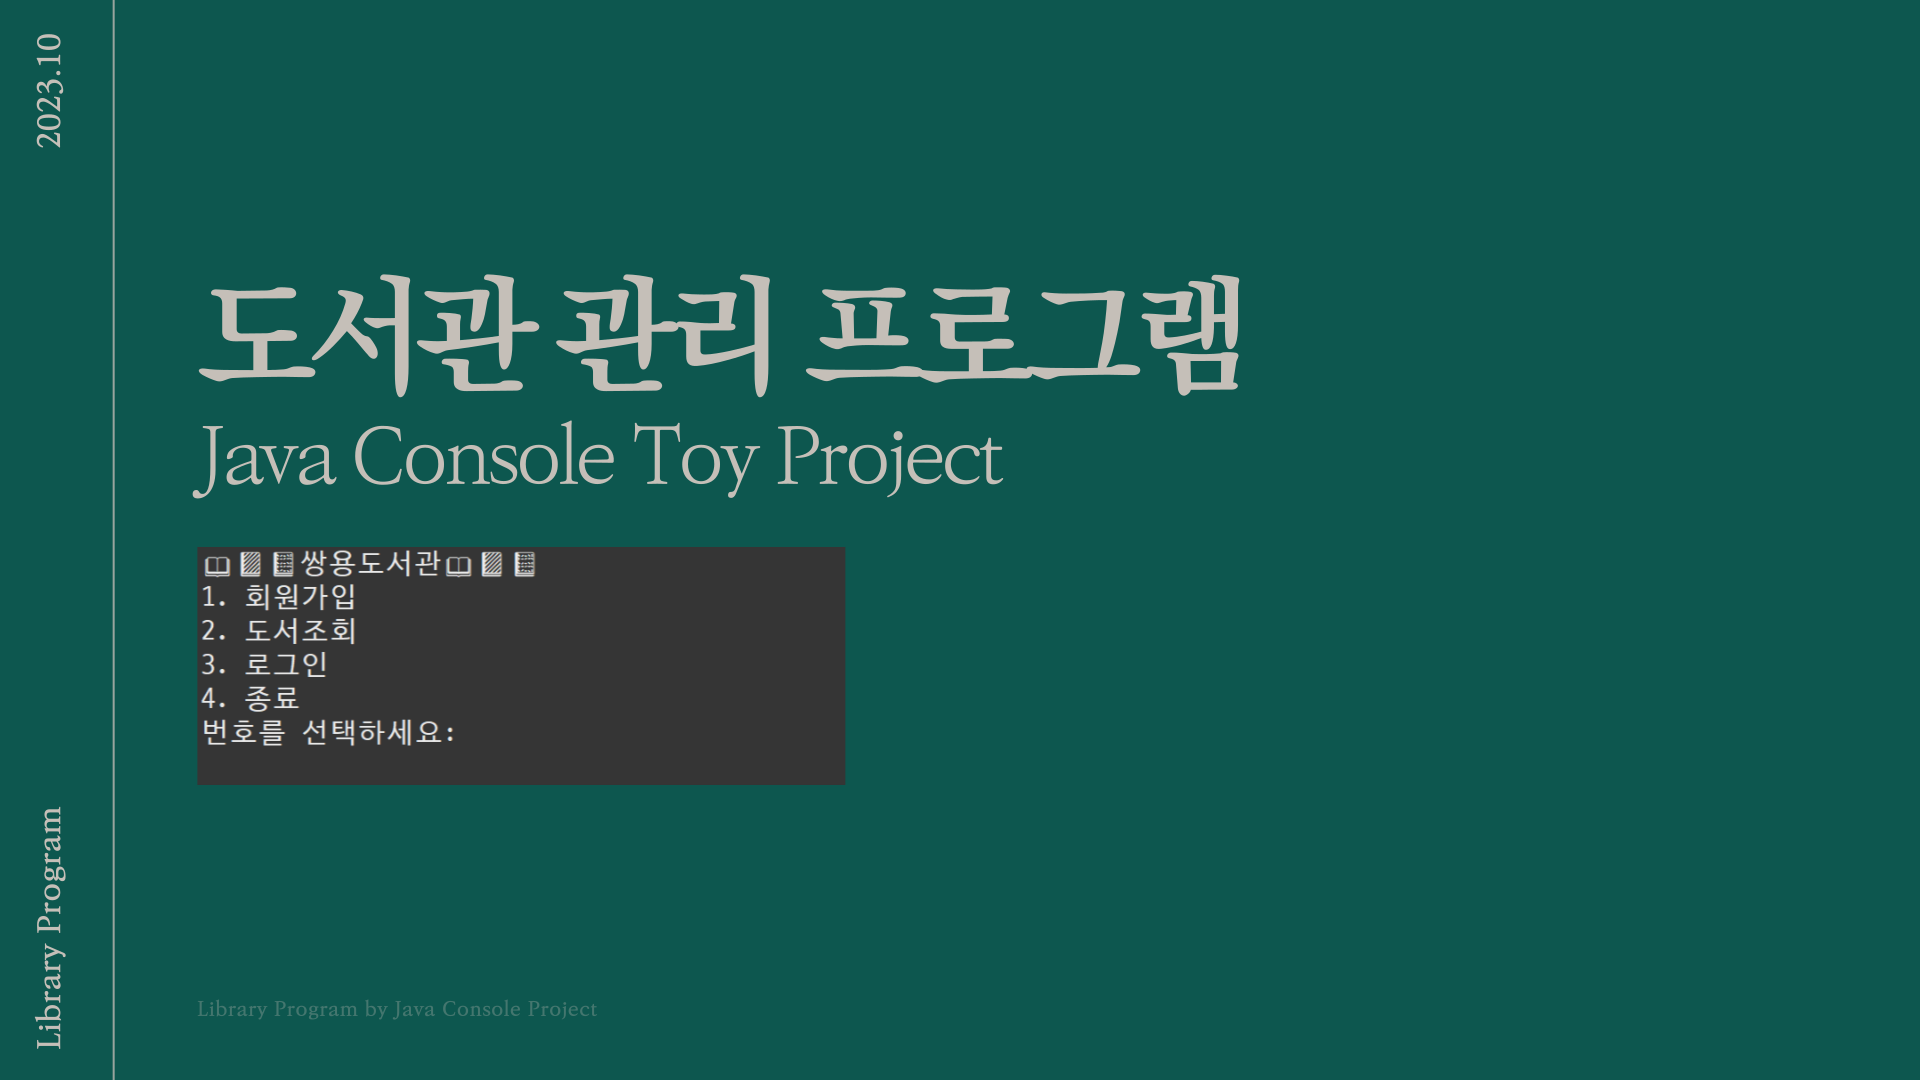 2023.10
도서관 관리 프로그램
Java Console Toy Project
쌍용도서관
1. 회원가입
2. 도서조회
3. 로그인
4. 종료
번호를 선택하세요:
Library Program
Library Program by Java Console Project